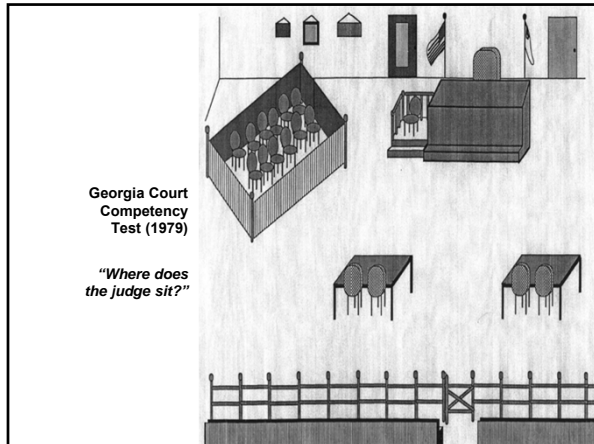 Georgia Court
Competency
Test (1979)
“Where does
the judge sit?”